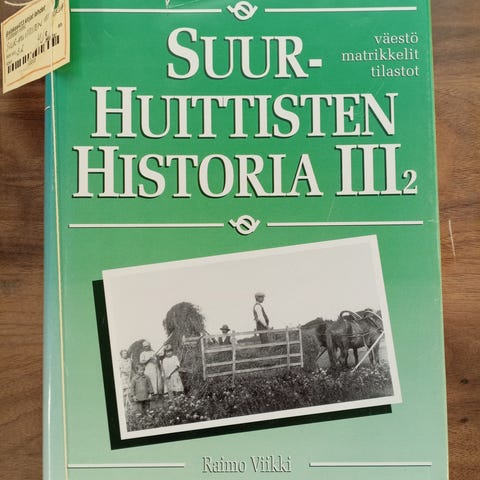 SUUR-
HUITTISTEN
HISTORIA III2
väestö
matrikkelit
tilastot
Raimo Viikki